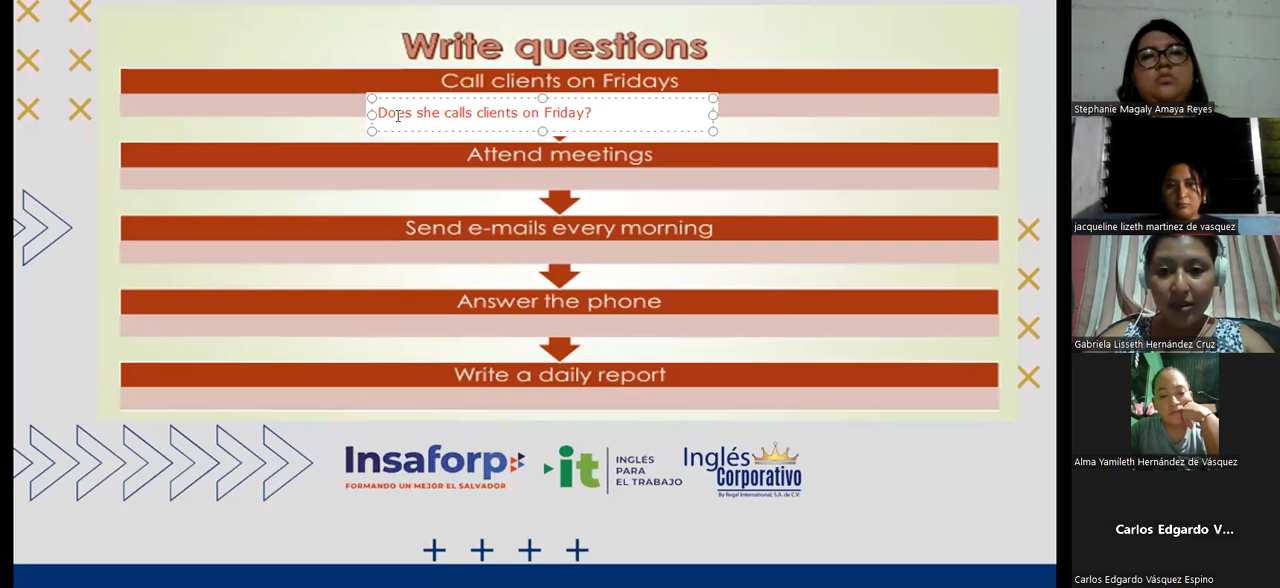 Write questions
Call clients on Fridays
Does she calls clients on Friday?
Attend meetings
Send e-mails every morning
Answer the phone
Write a daily report
Insaforp
FORMANDO UN MEJOR EL SALVADOR
it
INGLÉS
PARA
EL TRABAJO
Inglés
Corporativo
By Regal International, S.A. de C.V.
Stephanie Magaly Amaya Reyes
jacqueline lizeth martinez de vasquez
Gabriela Lisseth Hernández Cruz
Alma Yamileth Hernández de Vásquez
Carlos Edgardo V...
Carlos Edgardo Vásquez Espino